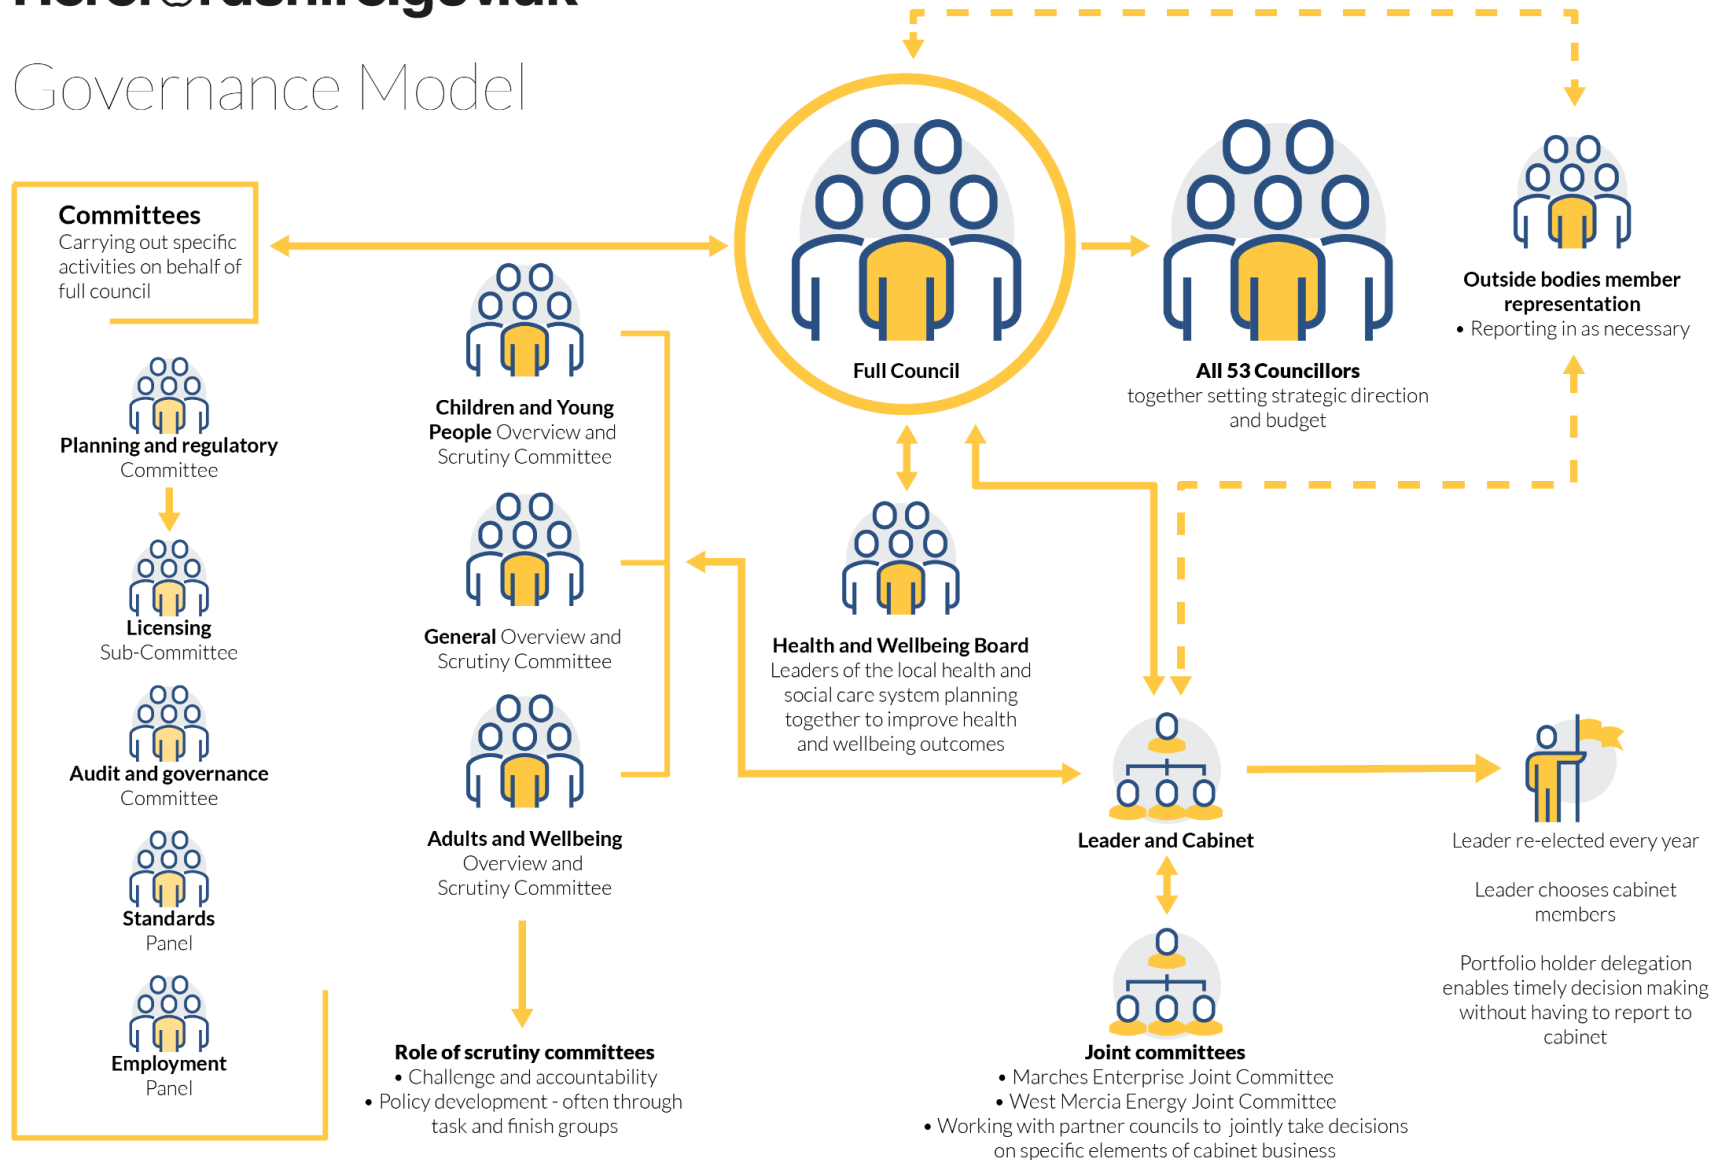 Herefordshire.gov.uk
Governance Model
Committees
Carrying out specific
activities on behalf of
full council
Planning and regulatory
Committee
Licensing
Sub-Committee
Audit and governance
Committee
Standards
Panel
Employment
Panel
Children and Young
People Overview and
Scrutiny Committee
General Overview and
Scrutiny Committee
Adults and Wellbeing
Overview and
Scrutiny Committee
Role of scrutiny committees
• Challenge and accountability
• Policy development - often through
task and finish groups
Full Council
All 53 Councillors
together setting strategic direction
and budget
Outside bodies member
representation
• Reporting in as necessary
Health and Wellbeing Board
Leaders of the local health and
social care system planning
together to improve health
and wellbeing outcomes
Leader and Cabinet
Leader re-elected every year
Leader chooses cabinet
members
Portfolio holder delegation
enables timely decision making
without having to report to
cabinet
Joint committees
• Marches Enterprise Joint Committee
• West Mercia Energy Joint Committee
• Working with partner councils to jointly take decisions
on specific elements of cabinet business